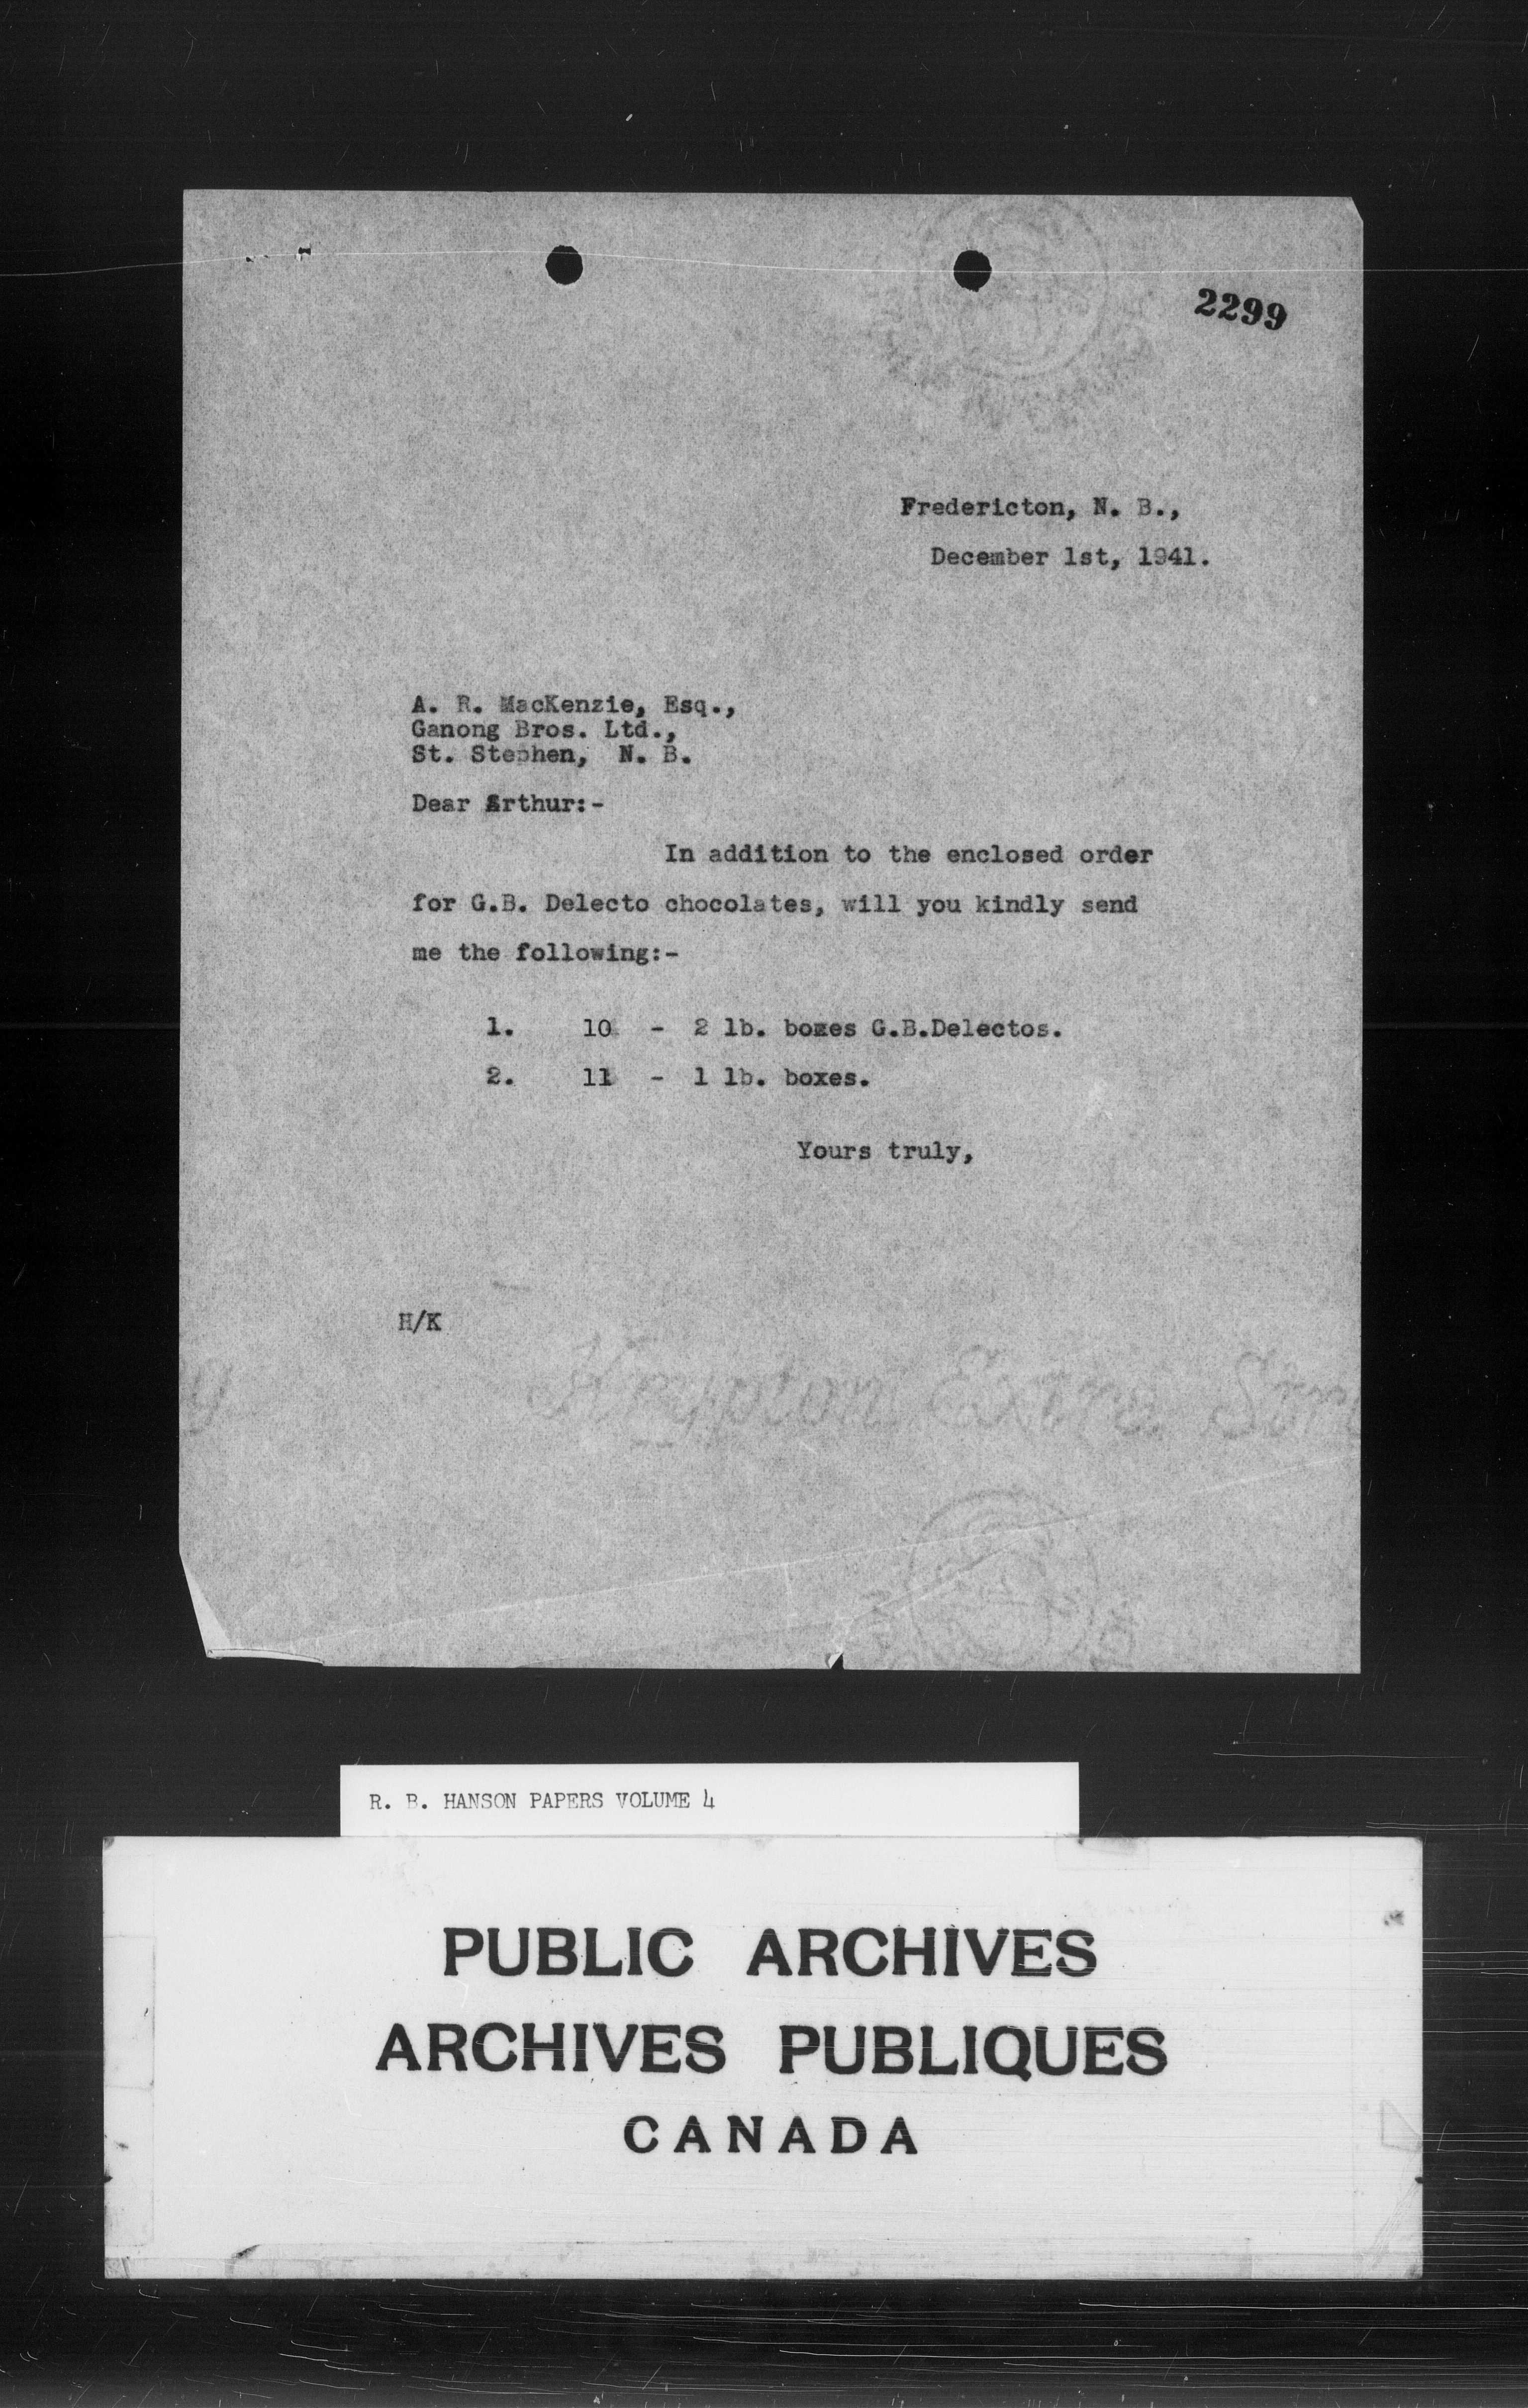 2299
Fredericton, N. B.,
December 1st, 1941.
A. R. MacKenzie, Esq.,
Ganong Bros. Ltd.,
St. Stephen, N. B.
Dear Arthur:-
In addition to the enclosed order
for G.B. Delecto chocolates, will you kindly send
me the following:-
1. 10 - 2 lb. boxes G.B.Delectos.
2. 11 - 1 lb. boxes.
Yours truly,
H/K
R. B. HANSON PAPERS VOLUME 4
PUBLIC ARCHIVES
ARCHIVES PUBLIQUES
CANADA